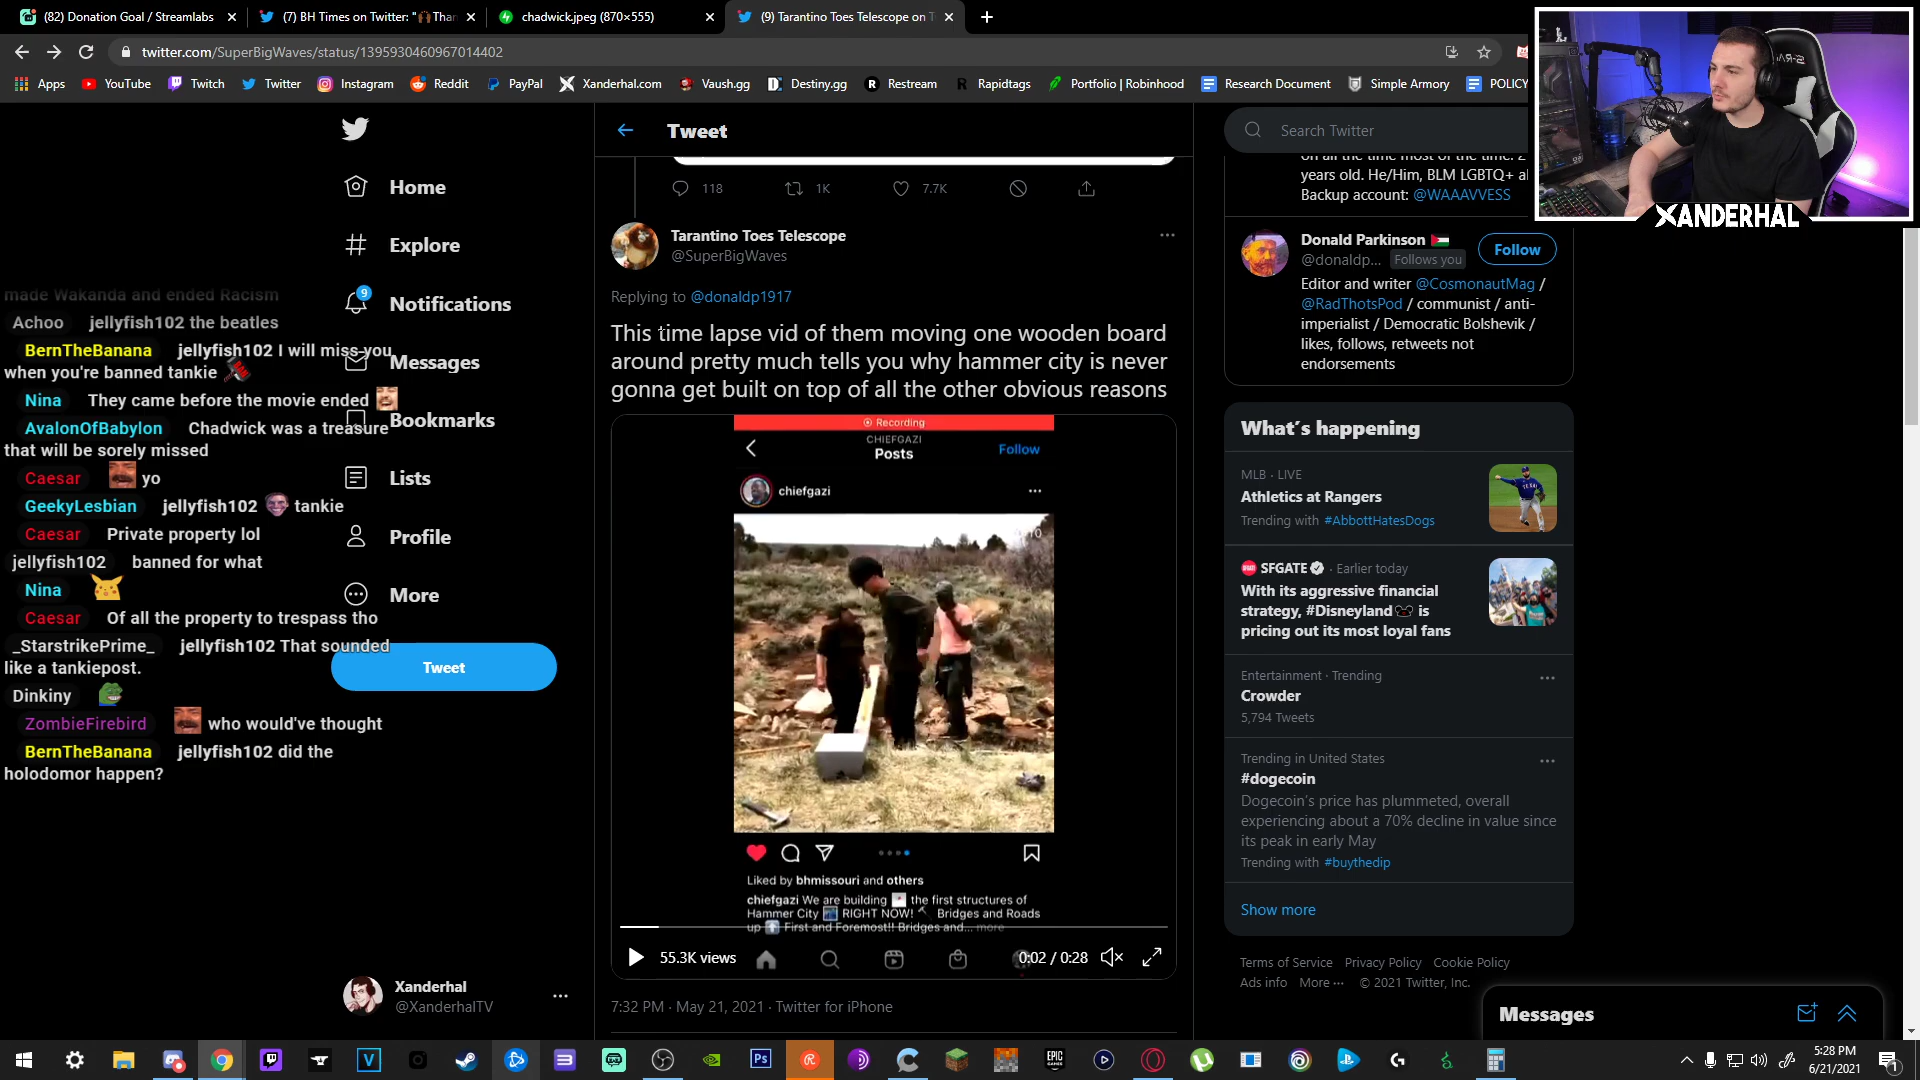 (82) Donation Goal / Streamlabs
(7) BH Times on Twitter: "
chadwick.jpeg (870×555)
(9) Tarantino Toes Telescope on T
twitter.com/SuperBigWaves/status/1395930460967014402
Apps
YouTube
Twitch
Twitter
Instagram
Reddit
PayPal
Xanderhal.com
Vaush.gg
Destiny.gg
Restream
Rapidtags
Portfolio | Robinhood
Research Document
Simple Armory
POLICY
XANDERHAL
Home
Explore
9
Notifications
Messages
Bookmarks
Lists
Profile
More
Tweet
Xanderhal
@XanderhalTV
made Wakanda and ended Racism
Achoo jellyfish102 the beatles
BernTheBanana jellyfish102 I will miss you
when you're banned tankie
Nina They came before the movie ended
AvalonOfBabylon Chadwick was a treasure
that will be sorely missed
Caesar yo
GeekyLesbian jellyfish102 tankie
Caesar Private property lol
jellyfish102 banned for what
Nina
Caesar Of all the property to trespass tho
_StarstrikePrime_ jellyfish102 That sounded
like a tankiepost.
Dinkiny
ZombieFirebird who would've thought
BernTheBanana jellyfish102 did the
holodomor happen?
Tweet
118
1K
7.7K
Tarantino Toes Telescope
@SuperBigWaves
Replying to @donaldp1917
This time lapse vid of them moving one wooden board
around pretty much tells you why hammer city is never
gonna get built on top of all the other obvious reasons
Recording
CHIEFGAZI
Posts
Follow
chiefgazi
Liked by bhmissouri and others
chiefgazi We are building the first structures of
Hammer City RIGHT NOW! Bridges and Roads
up First and Foremost!! Bridges and... more
55.3K views
0:02 / 0:28
7:32 PM · May 21, 2021 · Twitter for iPhone
Search Twitter
on all the time most of the time. 2
years old. He/Him, BLM LGBTQ+ al
Backup account: @WAAAVVESS
Donald Parkinson
@donaldp... Follows you
Follow
Editor and writer @CosmonautMag /
@RadThotsPod / communist / anti-
imperialist / Democratic Bolshevik /
likes, follows, retweets not
endorsements
What's happening
MLB · LIVE
Athletics at Rangers
Trending with #AbbottHatesDogs
SFGATE · Earlier today
With its aggressive financial
strategy, #Disneyland is
pricing out its most loyal fans
Entertainment · Trending
Crowder
5,794 Tweets
Trending in United States
#dogecoin
Dogecoin's price has plummeted, overall
experiencing about a 70% decline in value since
its peak in early May
Trending with #buythedip
Show more
Terms of Service Privacy Policy Cookie Policy
Ads info More © 2021 Twitter, Inc.
Messages
5:28 PM
6/21/2021